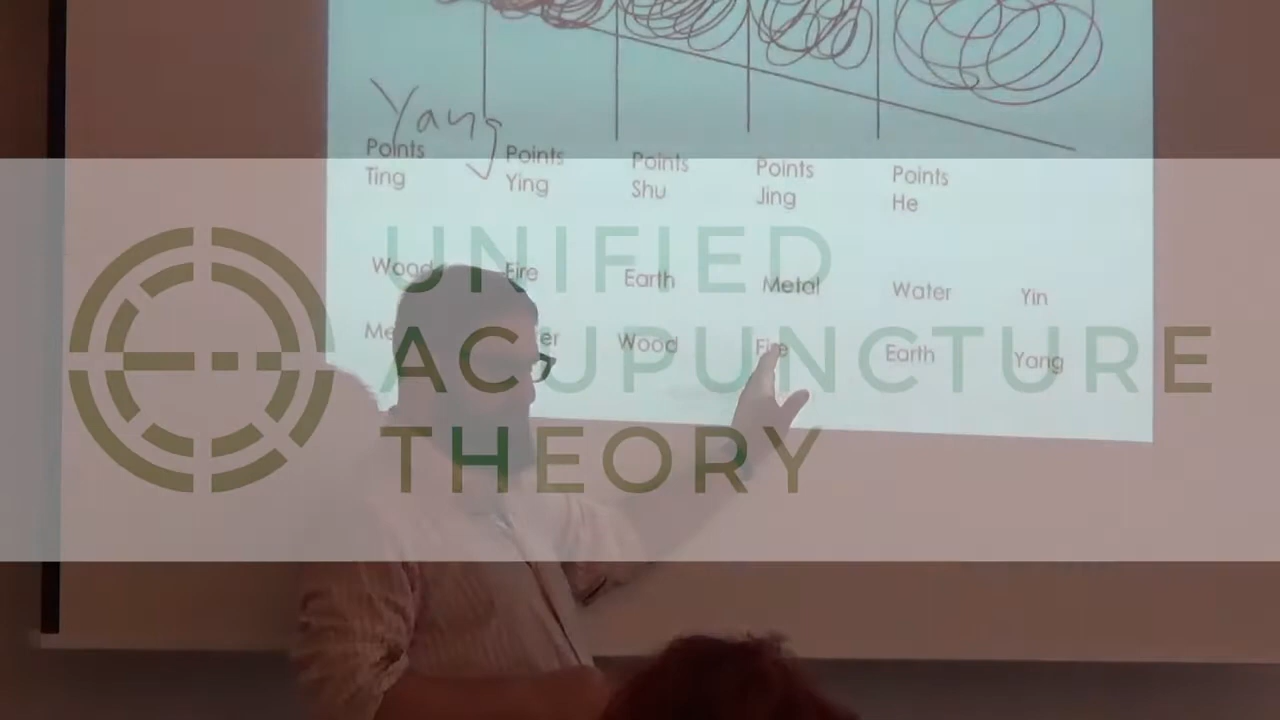 Yang
Points Points Points Points Points
Ting Ying Shu Jing He
Wood Fire Earth Metal Water Yin
Wood Fire Earth Yang
UNIFIED
ACUPUNCTURE
THEORY